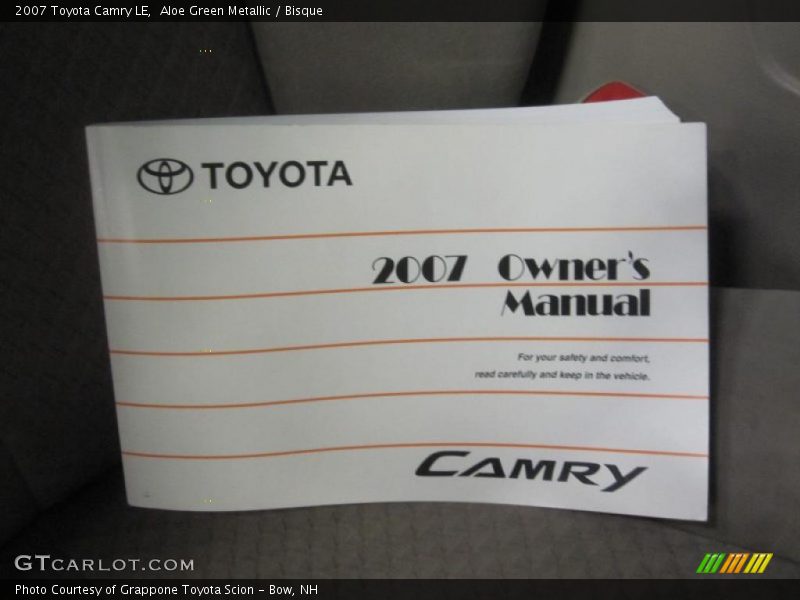 2007 Toyota Camry LE,  Aloe Green Metallic / Bisque
TOYOTA
2007 Owner's
Manual
For your safety and comfort,
read carefully and keep in the vehicle.
CAMRY
GTCARLOT.COM
Photo Courtesy of Grappone Toyota Scion - Bow, NH